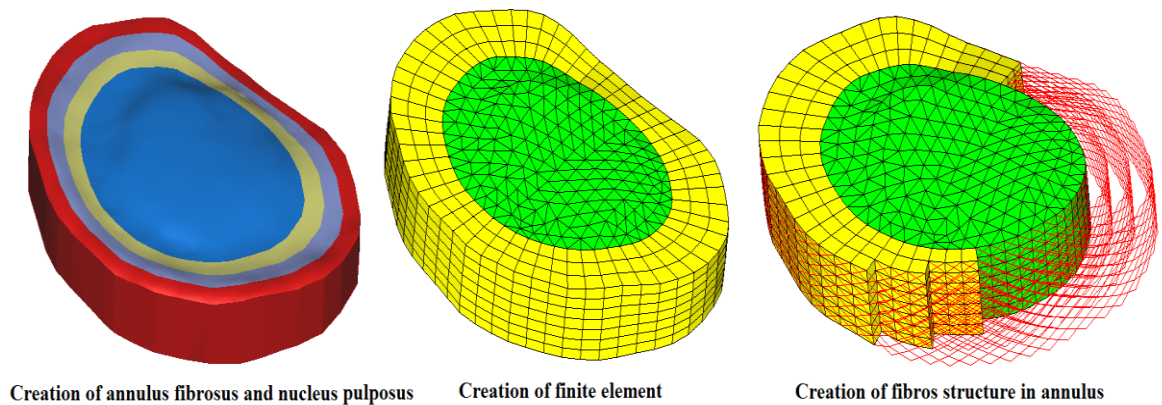 Creation of annulus fibrosus and nucleus pulposus
Creation of finite element
Creation of fibros structure in annulus